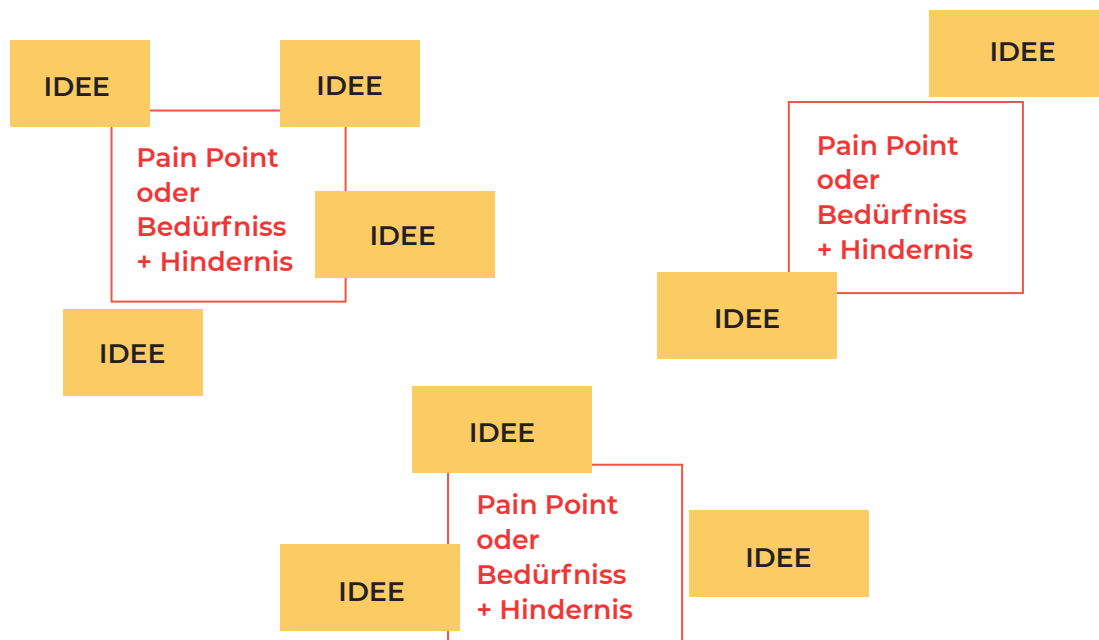 IDEE
IDEE
Pain Point
oder
Bedürfniss
+ Hindernis
IDEE
IDEE
IDEE
Pain Point
oder
Bedürfniss
+ Hindernis
IDEE
IDEE
Pain Point
oder
Bedürfniss
+ Hindernis
IDEE
IDEE